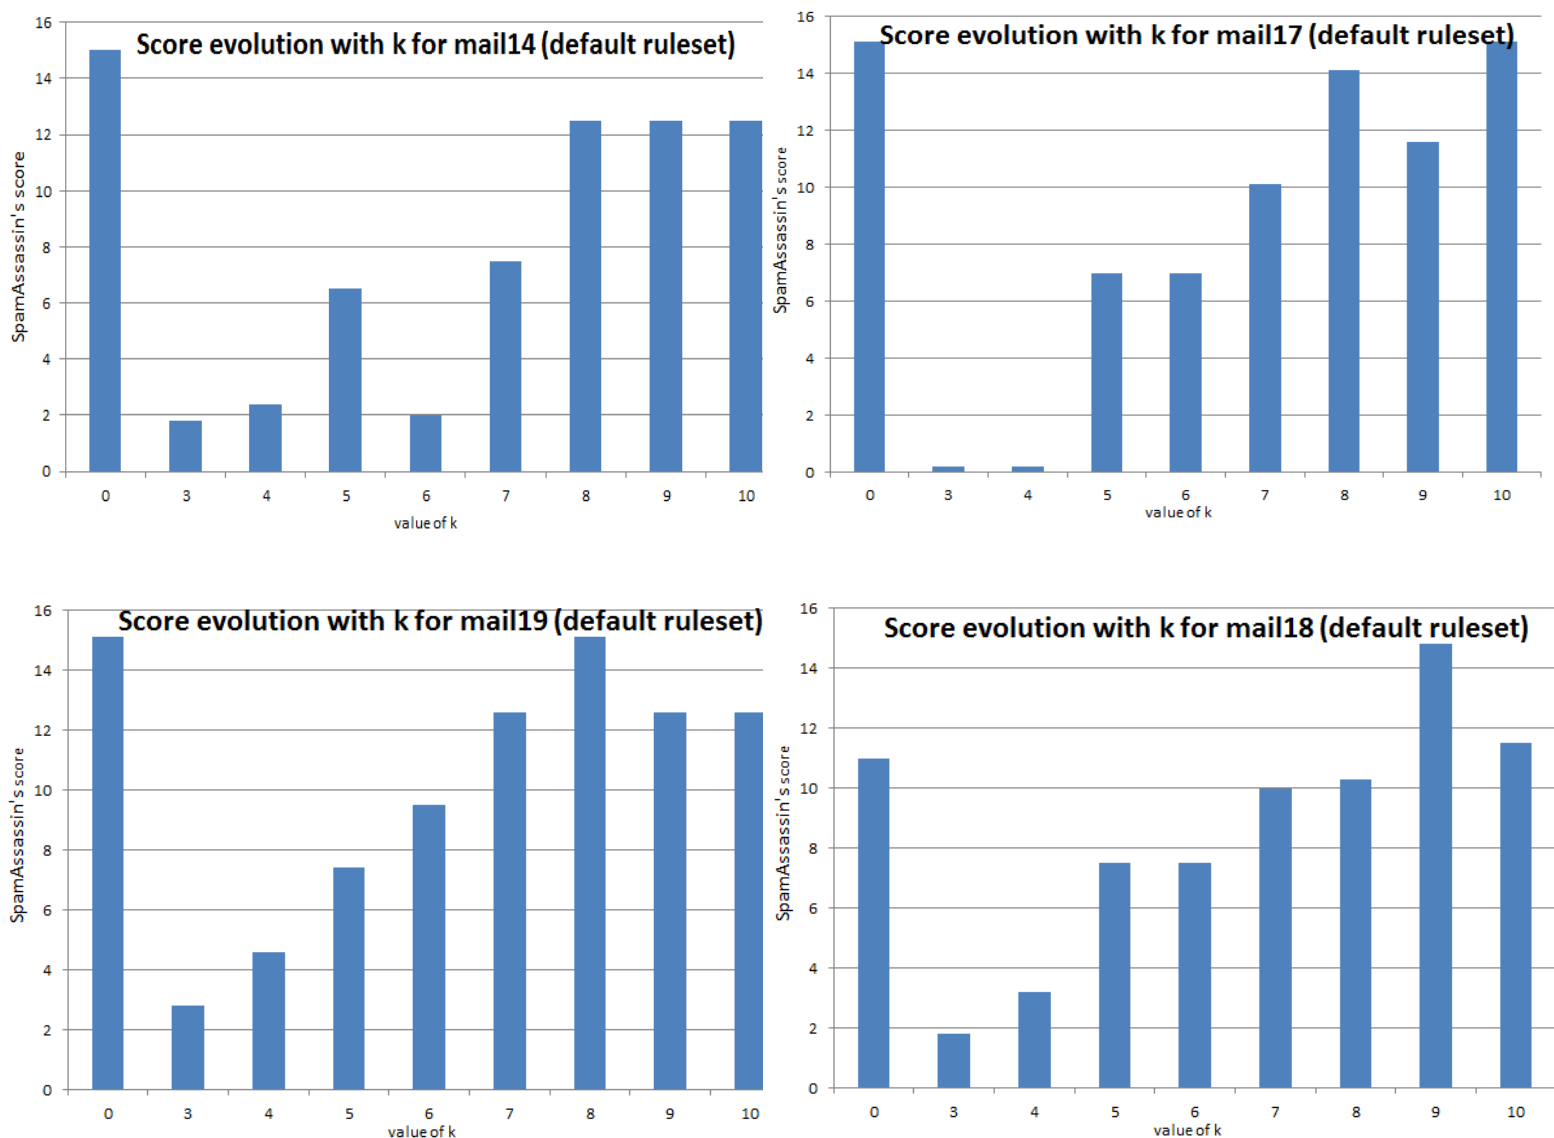 Score evolution with k for mail14 (default ruleset)
16
14
12
10
8
6
4
2
0
SpamAssassin's score
0 3 4 5 6 7 8 9 10
value of k
Score evolution with k for mail17 (default ruleset)
16
14
12
10
8
6
4
2
0
SpamAssassin's score
0 3 4 5 6 7 8 9 10
value of k
Score evolution with k for mail19 (default ruleset)
16
14
12
10
8
6
4
2
0
SpamAssassin's score
0 3 4 5 6 7 8 9 10
value of k
Score evolution with k for mail18 (default ruleset)
16
14
12
10
8
6
4
2
0
SpamAssassin's score
0 3 4 5 6 7 8 9 10
value of k